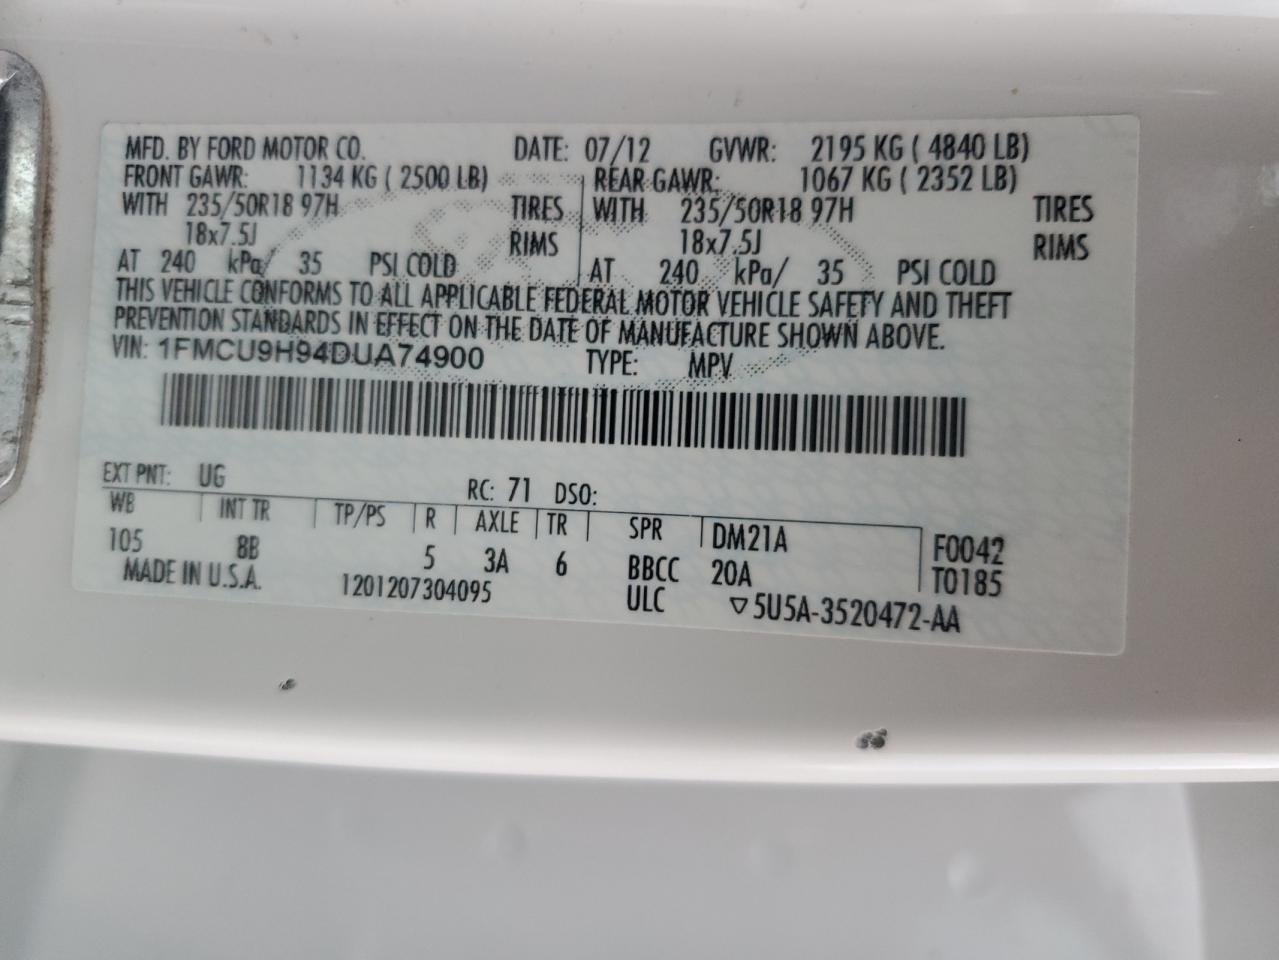 MFD. BY FORD MOTOR CO. DATE: 07/12 GVWR: 2195 KG ( 4840 LB)
FRONT GAWR: 1134 KG ( 2500 LB) REAR GAWR: 1067 KG ( 2352 LB)
WITH 235/50R18 97H TIRES WITH 235/50R18 97H TIRES
18x7.5J RIMS 18x7.5J RIMS
AT 240 kPa/ 35 PSI COLD AT 240 kPa/ 35 PSI COLD
THIS VEHICLE CONFORMS TO ALL APPLICABLE FEDERAL MOTOR VEHICLE SAFETY AND THEFT
PREVENTION STANDARDS IN EFFECT ON THE DATE OF MANUFACTURE SHOWN ABOVE.
VIN: 1FMCU9H94DUA74900 TYPE: MPV
EXT PNT: UG RC: 71 DSO:
WB INT TR TP/PS R AXLE TR SPR DM21A F0042
105 8B 5 3A 6 BBCC 20A T0185
MADE IN U.S.A. 1201207304095 ULC ▽5U5A-3520472-AA